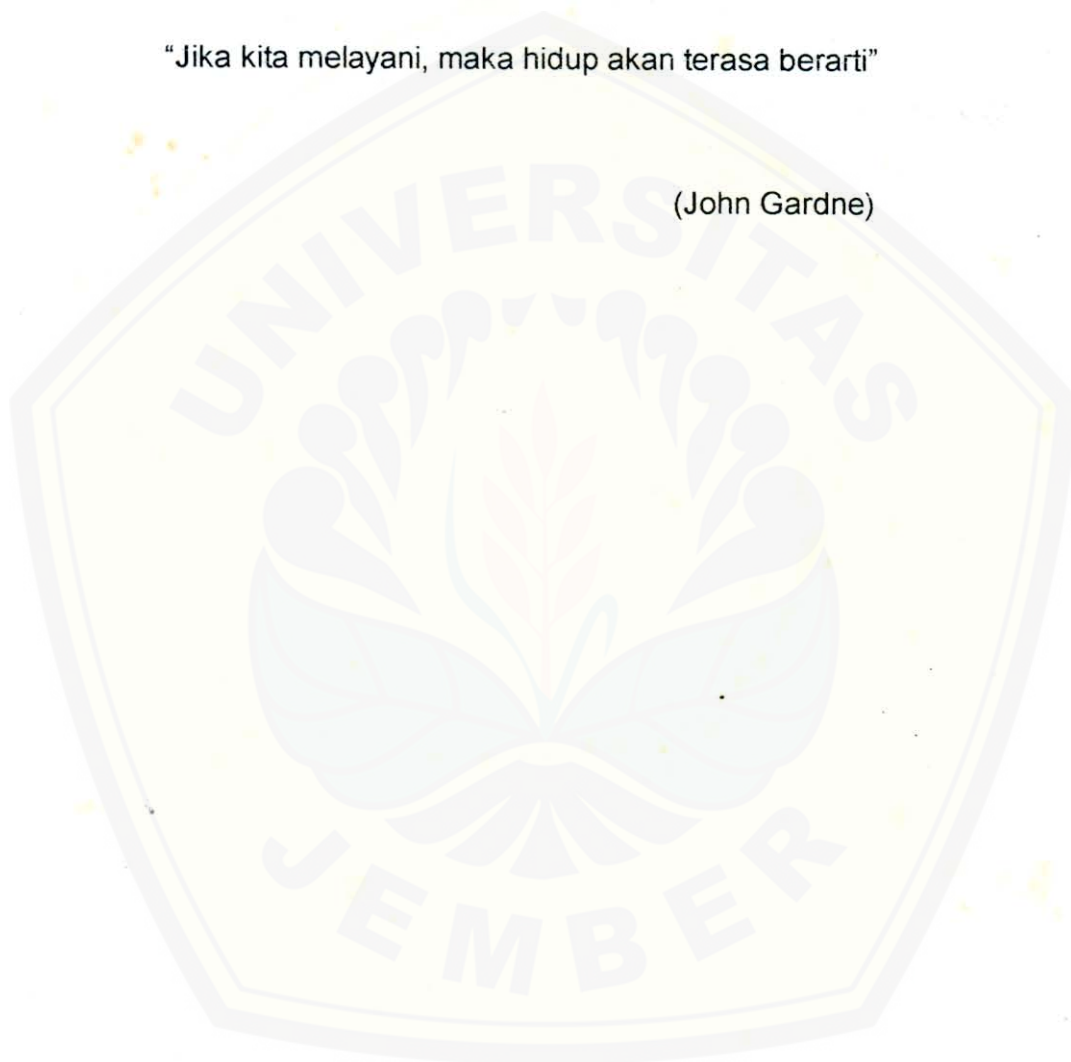 “Jika kita melayani, maka hidup akan terasa berarti”
(John Gardne)
UNIVERSITAS
JEMBER